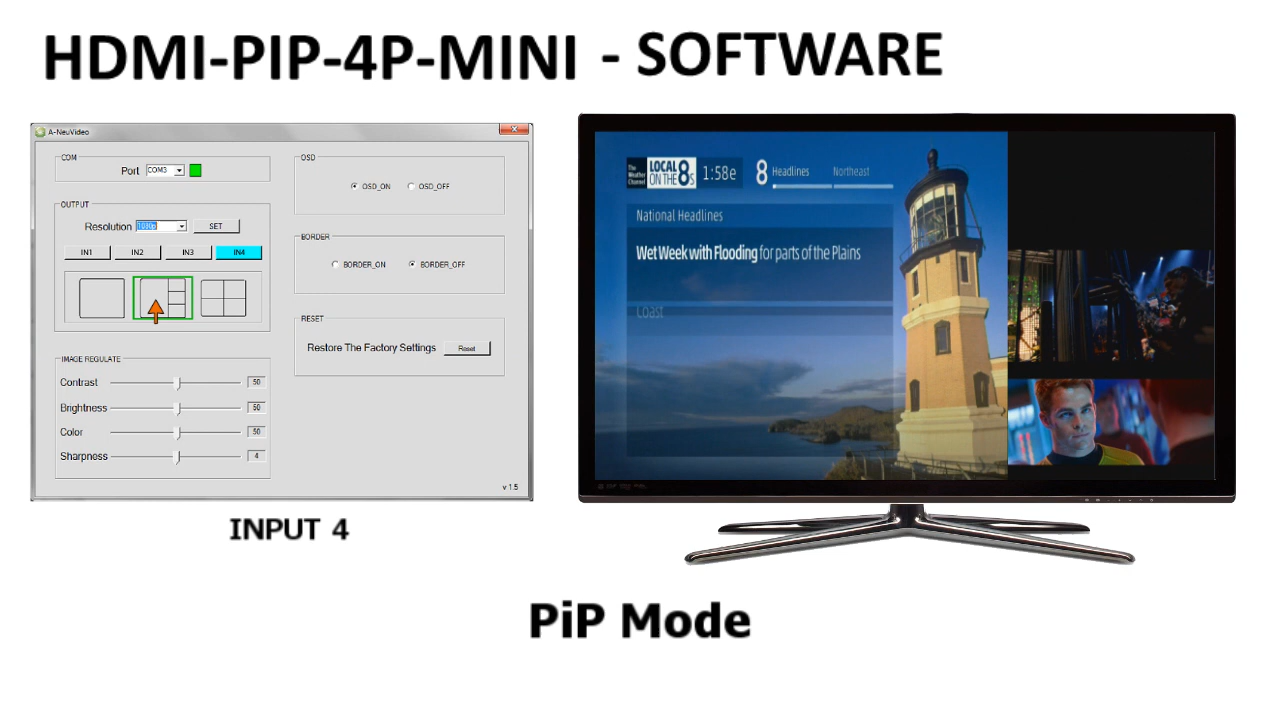 HDMI-PIP-4P-MINI - SOFTWARE
A-NeuVideo
COM
Port COM3
OUTPUT
Resolution 1080p SET
IN1 IN2 IN3 IN4
IMAGE REGULATE
Contrast 50
Brightness 50
Color 50
Sharpness 4
OSD
OSD_ON OSD_OFF
BORDER
BORDER_ON BORDER_OFF
RESET
Restore The Factory Settings Reset
v 1.5
INPUT 4
The Weather Channel
LOCAL ON THE 8s
1:58e
8 Headlines Northeast
National Headlines
Wet Week with Flooding for parts of the Plains
Coast
PiP Mode